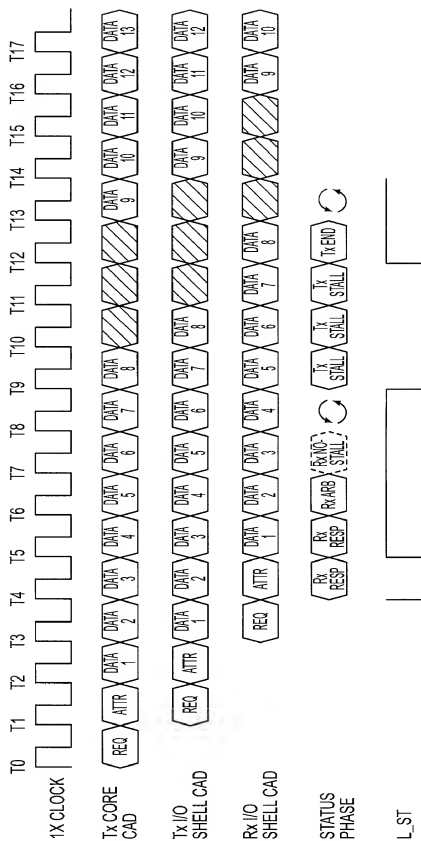 T0 T1 T2 T3 T4 T5 T6 T7 T8 T9 T10 T11 T12 T13 T14 T15 T16 T17
1X CLOCK
Tx CORE
CAD
REQ ATTR DATA 1 DATA 2 DATA 3 DATA 4 DATA 5 DATA 6 DATA 7 DATA 8 DATA 9 DATA 10 DATA 11 DATA 12 DATA 13
Tx I/O
SHELL CAD
REQ ATTR DATA 1 DATA 2 DATA 3 DATA 4 DATA 5 DATA 6 DATA 7 DATA 8 DATA 9 DATA 10 DATA 11 DATA 12
Rx I/O
SHELL CAD
REQ ATTR DATA 1 DATA 2 DATA 3 DATA 4 DATA 5 DATA 6 DATA 7 DATA 8 DATA 9 DATA 10
STATUS
PHASE
Rx RESP Rx RESP Rx ARB Rx NO-STALL Tx STALL Tx STALL Tx STALL Tx END
L_ST